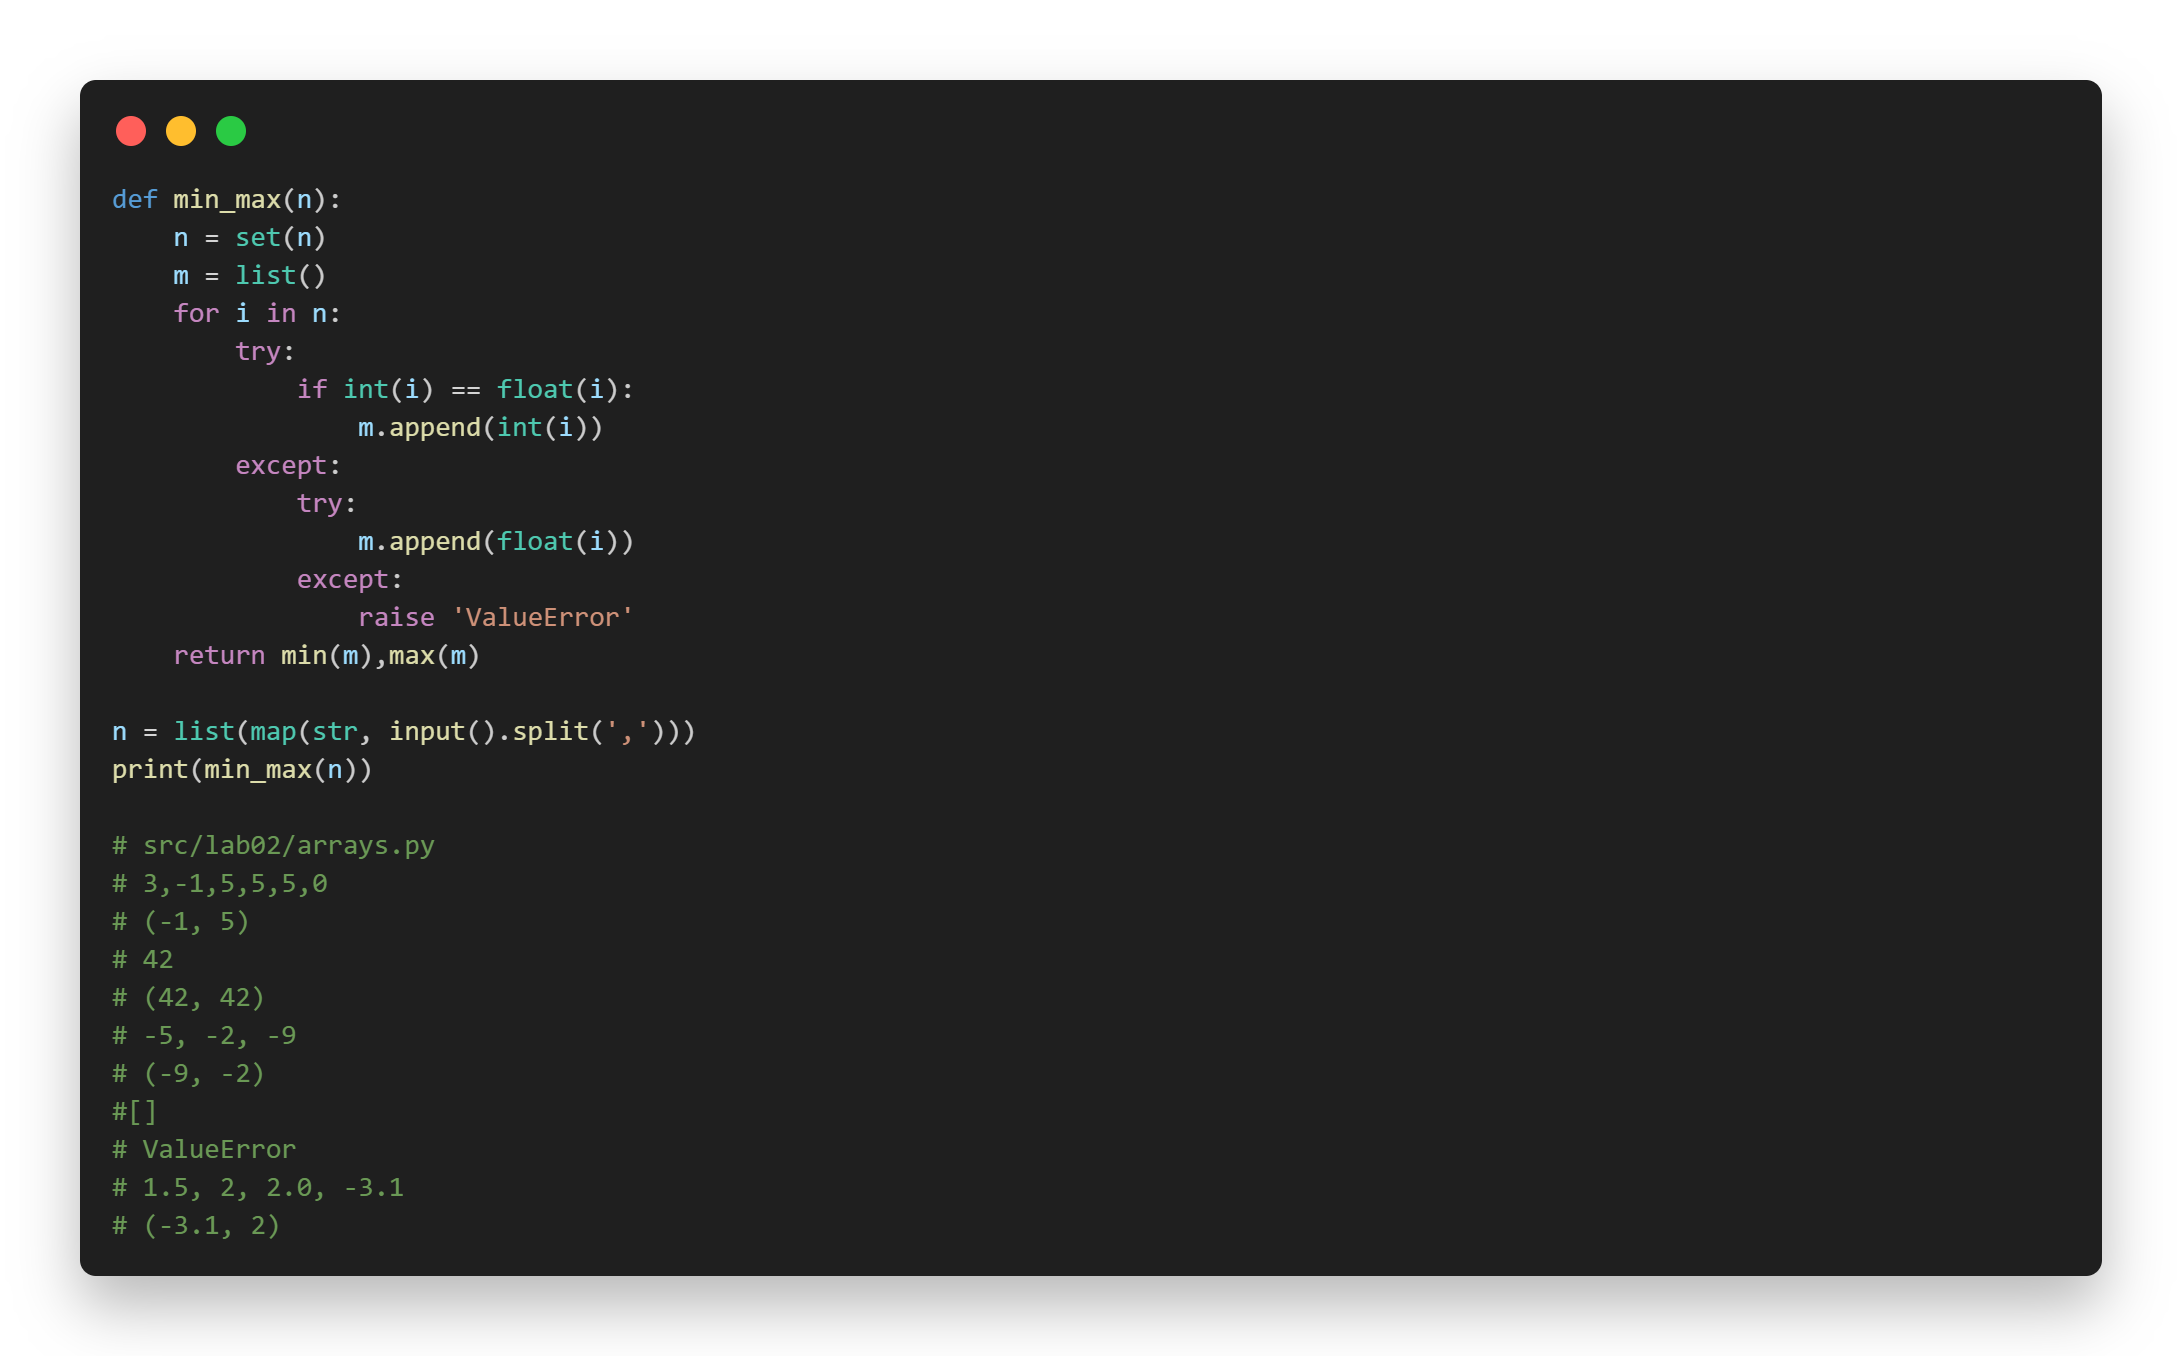 def min_max(n):
    n = set(n)
    m = list()
    for i in n:
        try:
            if int(i) == float(i):
                m.append(int(i))
        except:
            try:
                m.append(float(i))
            except:
                raise 'ValueError'
    return min(m),max(m)

n = list(map(str, input().split(',')))
print(min_max(n))

# src/lab02/arrays.py
# 3,-1,5,5,5,0
# (-1, 5)
# 42
# (42, 42)
# -5, -2, -9
# (-9, -2)
#[]
# ValueError
# 1.5, 2, 2.0, -3.1
# (-3.1, 2)